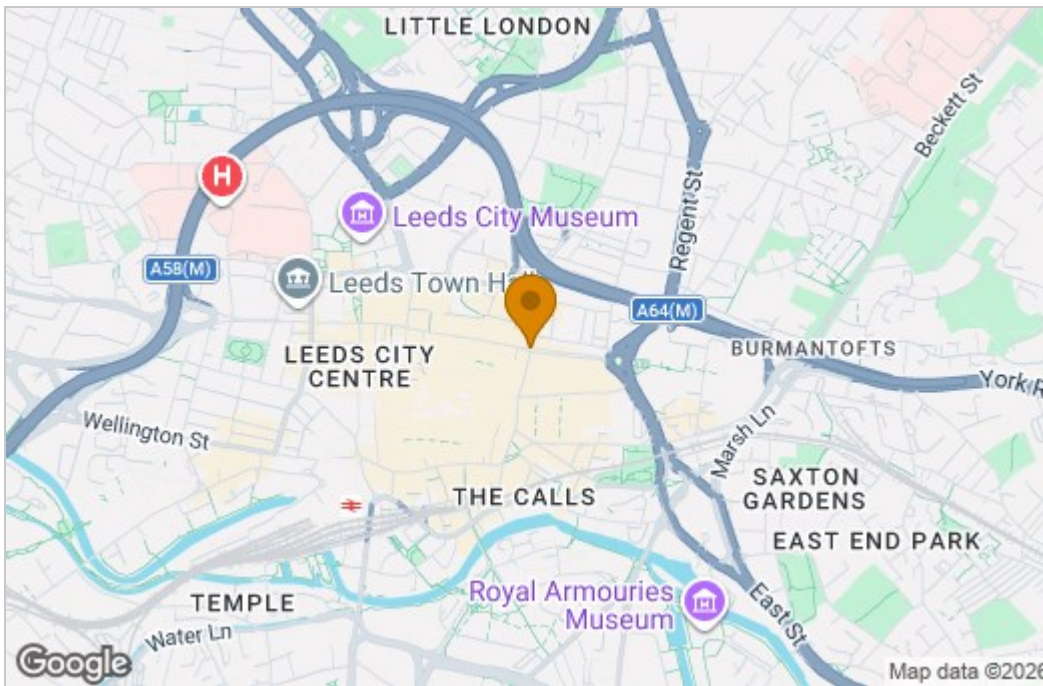 LITTLE LONDON
Beckett St
H
Leeds City Museum
Regent St
A58(M)
Leeds Town Hall
A64(M)
LEEDS CITY
CENTRE
BURMANTOFTS
York R
Wellington St
Marsh Ln
SAXTON
GARDENS
THE CALLS
EAST END PARK
Royal Armouries
Museum
TEMPLE
East St
Water Ln
Google
Map data ©2026